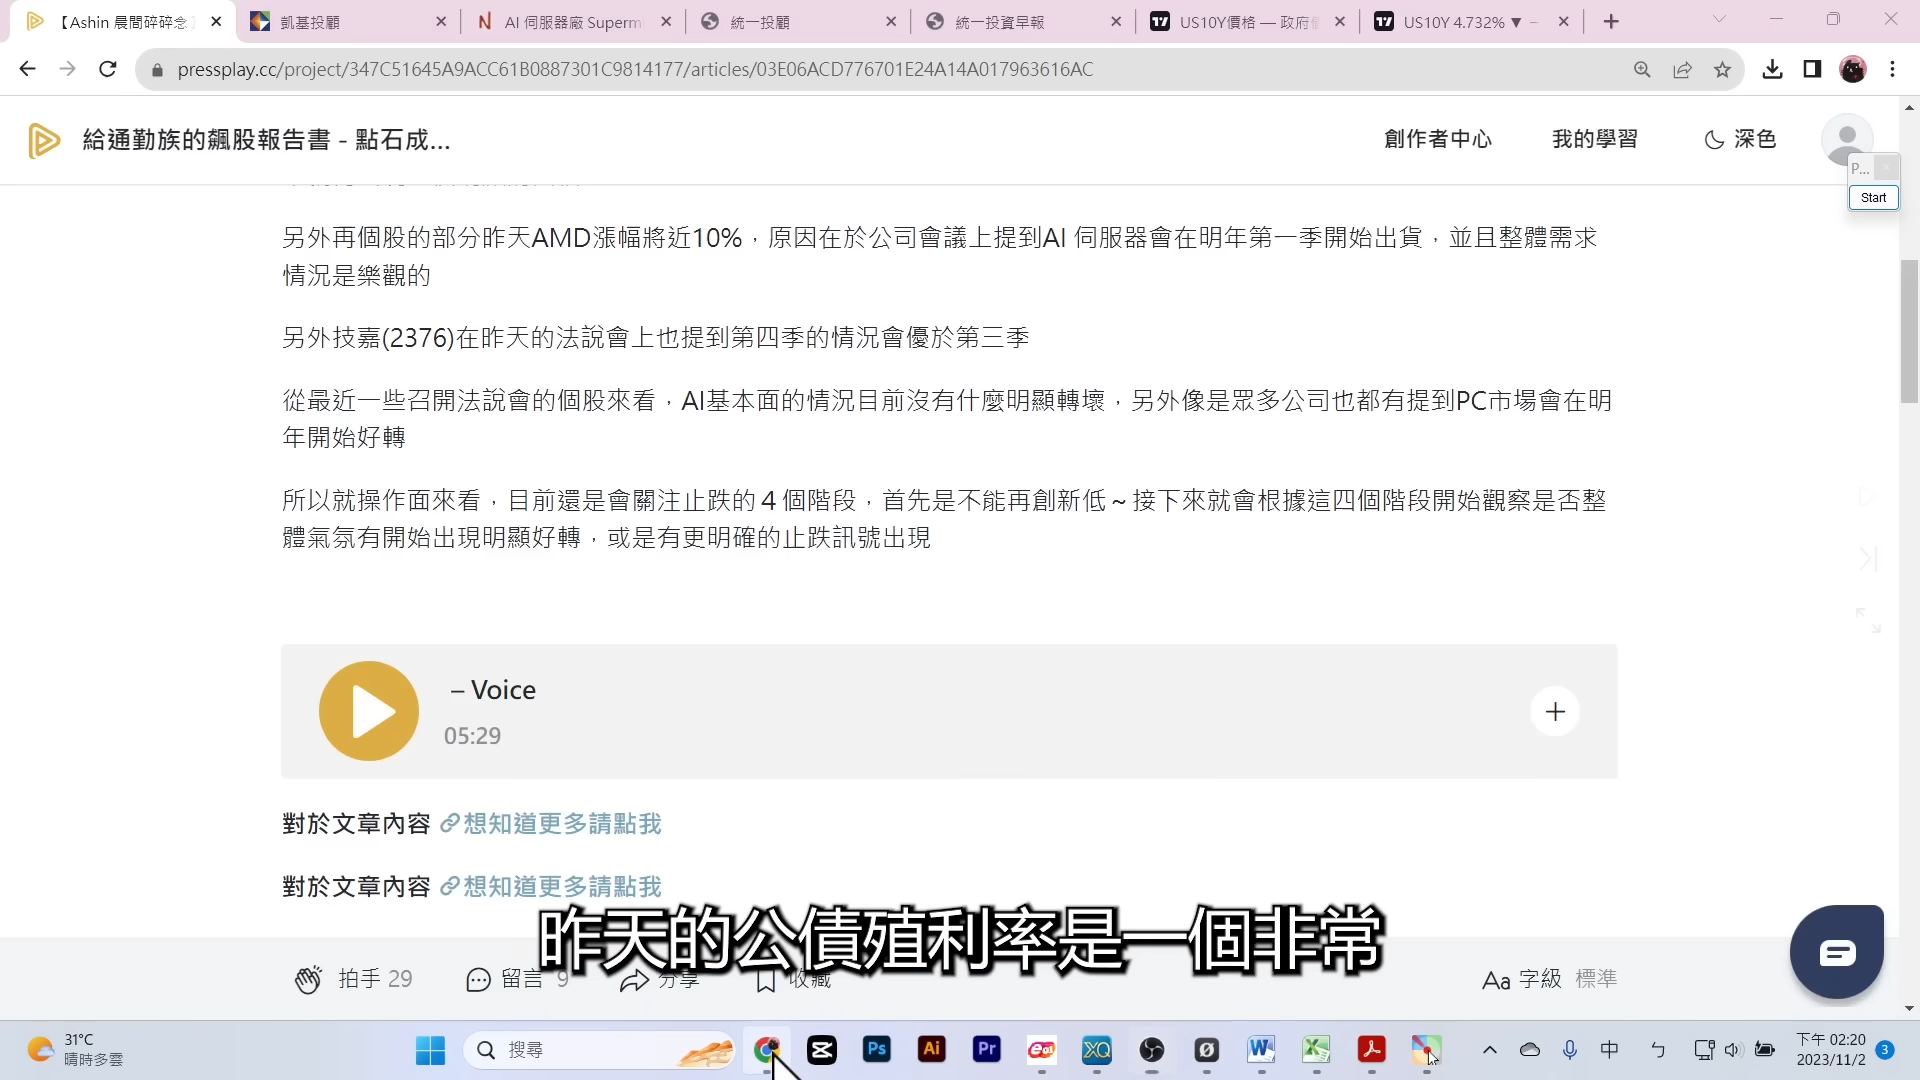 【Ashin 晨間碎碎念
凱基投顧
AI 伺服器廠 Superm
統一投顧
統一投資早報
US10Y價格 — 政府債
US10Y 4.732% ▼ −
pressplay.cc/project/347C51645A9ACC61B0887301C9814177/articles/03E06ACD776701E24A14A017963616AC
給通勤族的飆股報告書 - 點石成...
創作者中心
我的學習
深色
P...
Start
另外再個股的部分昨天AMD漲幅將近10%，原因在於公司會議上提到AI 伺服器會在明年第一季開始出貨，並且整體需求
情況是樂觀的
另外技嘉(2376)在昨天的法說會上也提到第四季的情況會優於第三季
從最近一些召開法說會的個股來看，AI基本面的情況目前沒有什麼明顯轉壞，另外像是眾多公司也都有提到PC市場會在明
年開始好轉
所以就操作面來看，目前還是會關注止跌的４個階段，首先是不能再創新低～接下來就會根據這四個階段開始觀察是否整
體氣氛有開始出現明顯好轉，或是有更明確的止跌訊號出現
– Voice
05:29
對於文章內容 想知道更多請點我
對於文章內容 想知道更多請點我
昨天的公債殖利率是一個非常
拍手 29
留言 9
分享
收藏
Aa 字級 標準
31°C
晴時多雲
搜尋
Ps
Ai
Pr
XQ
中
ㄅ
下午 02:20
2023/11/2
3